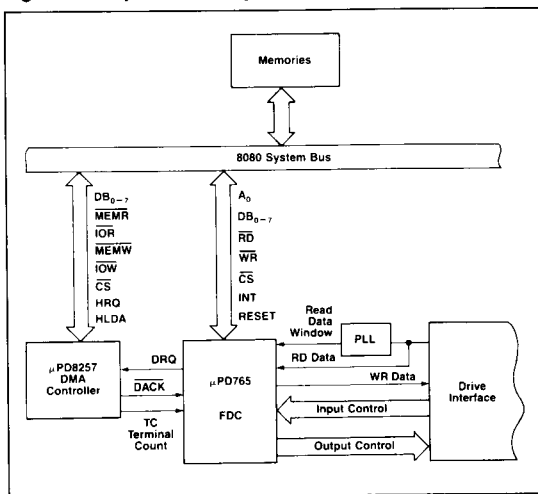 Memories
8080 System Bus
DB0-7
MEMR
IOR
MEMW
IOW
CS
HRQ
HLDA
A0
DB0-7
RD
WR
CS
INT
RESET
Read
Data
Window
PLL
μPD8257
DMA
Controller
DRQ
DACK
TC
Terminal
Count
μPD765
FDC
RD Data
WR Data
Input Control
Output Control
Drive
Interface